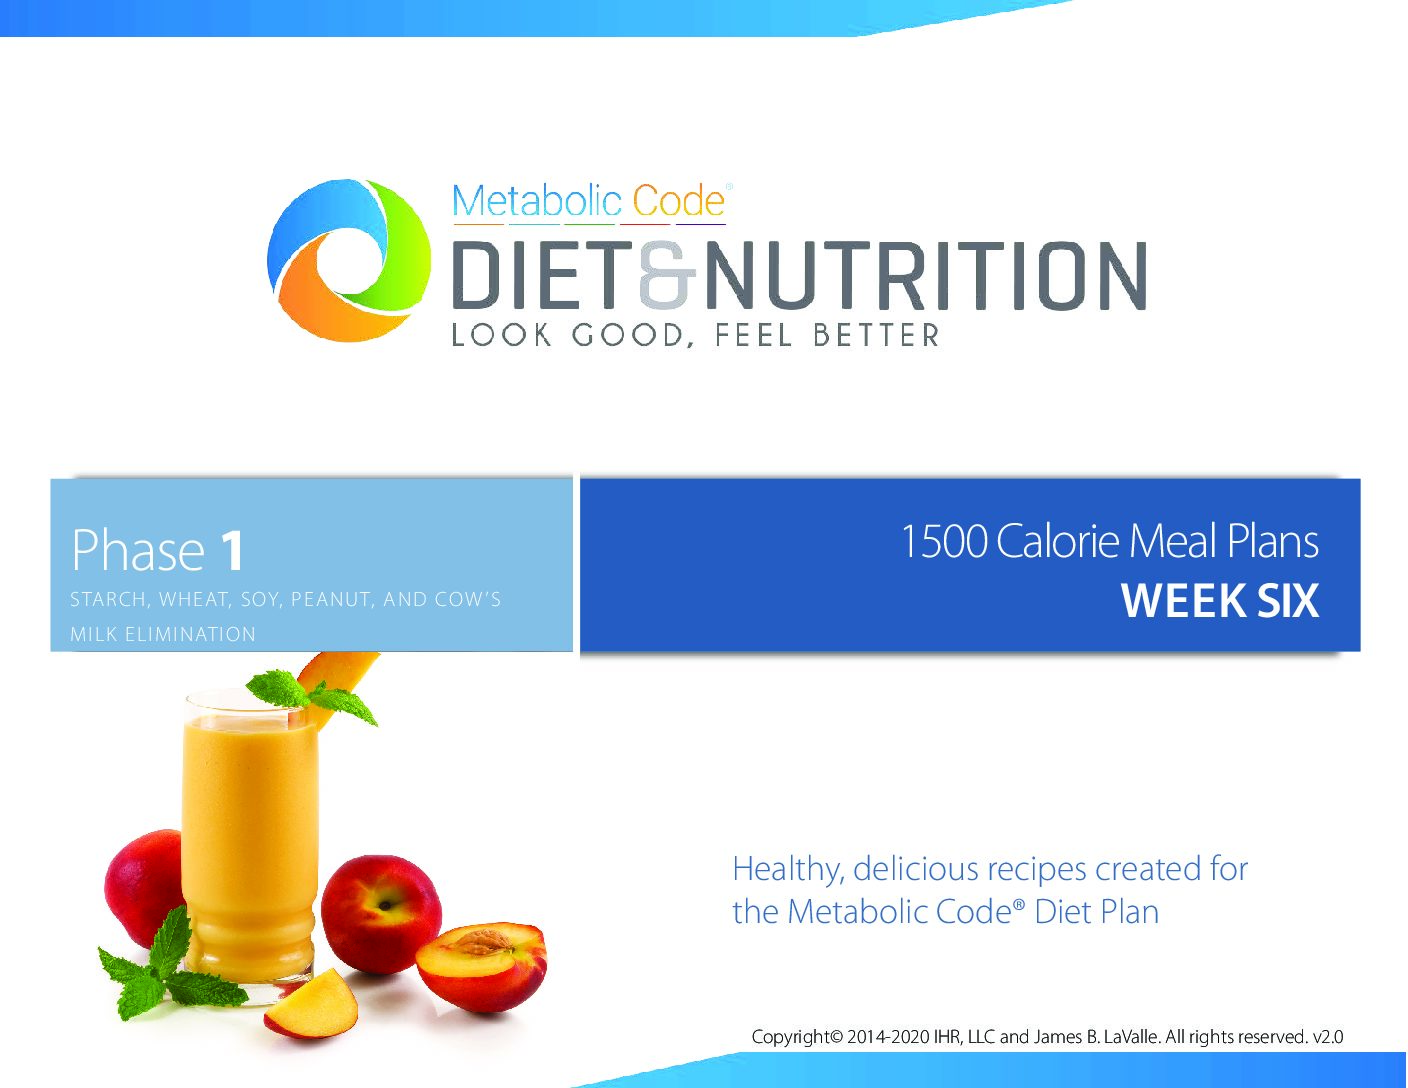 Metabolic Code®
DIET&NUTRITION
LOOK GOOD, FEEL BETTER
Phase 1
STARCH, WHEAT, SOY, PEANUT, AND COW'S
MILK ELIMINATION
1500 Calorie Meal Plans
WEEK SIX
Healthy, delicious recipes created for
the Metabolic Code® Diet Plan
Copyright© 2014-2020 IHR, LLC and James B. LaValle. All rights reserved. v2.0